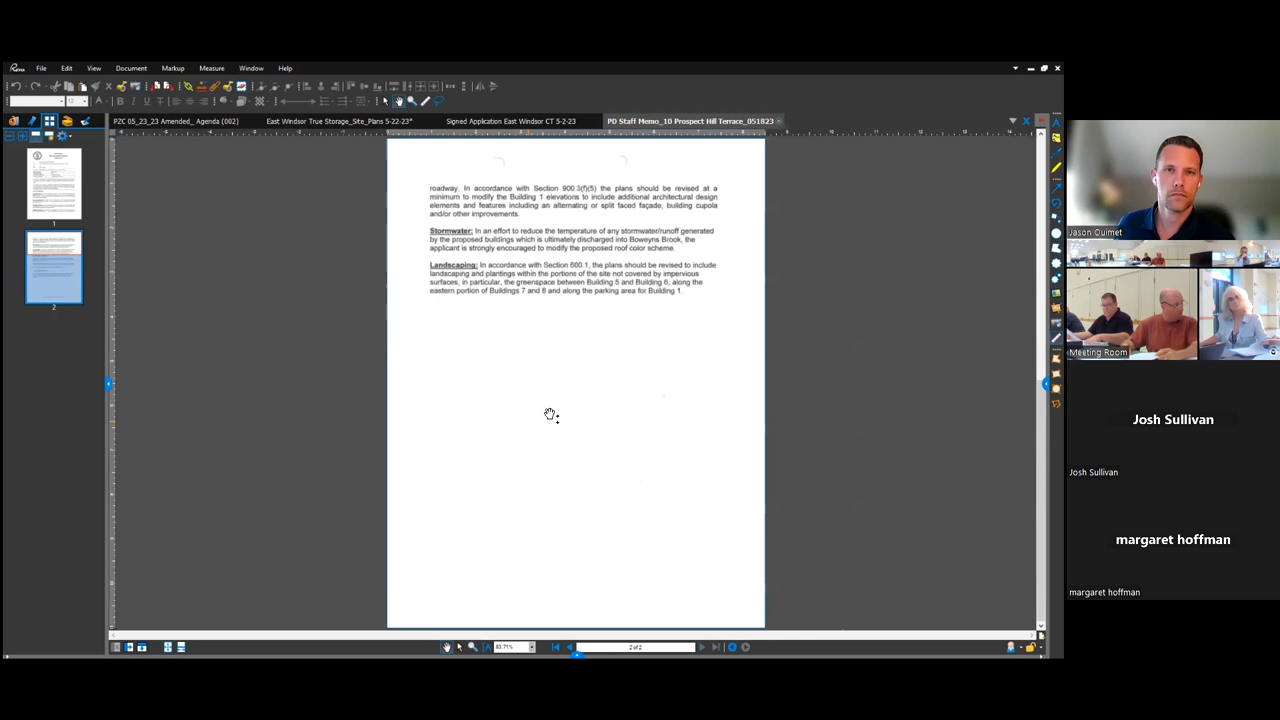 Revu File Edit View Document Markup Measure Window Help
PZC 05_23_23 Amended_ Agenda (002) East Windsor True Storage_Site_Plans 5-22-23* Signed Application East Windsor CT 5-22-23 PD Staff Memo_10 Prospect Hill Terrace_051823
roadway. In accordance with Section 900.3(f)(5) the plans should be revised at a
minimum to modify the Building 1 elevations to include additional architectural design
elements and features including an alternating or split faced façade, building cupola
and/or other improvements.
Stormwater: In an effort to reduce the temperature of any stormwater/runoff generated
by the proposed buildings which is ultimately discharged into Boweyns Brook, the
applicant is strongly encouraged to modify the proposed roof color scheme.
Landscaping: In accordance with Section 600.1, the plans should be revised to include
landscaping and plantings within the portions of the site not covered by impervious
surfaces, in particular, the greenspace between Building 5 and Building 6, along the
eastern portion of Buildings 7 and 8 and along the parking area for Building 1.
1
2
83.71%
2 of 2
Jason Ouimet
Meeting Room
Josh Sullivan
Josh Sullivan
margaret hoffman
margaret hoffman